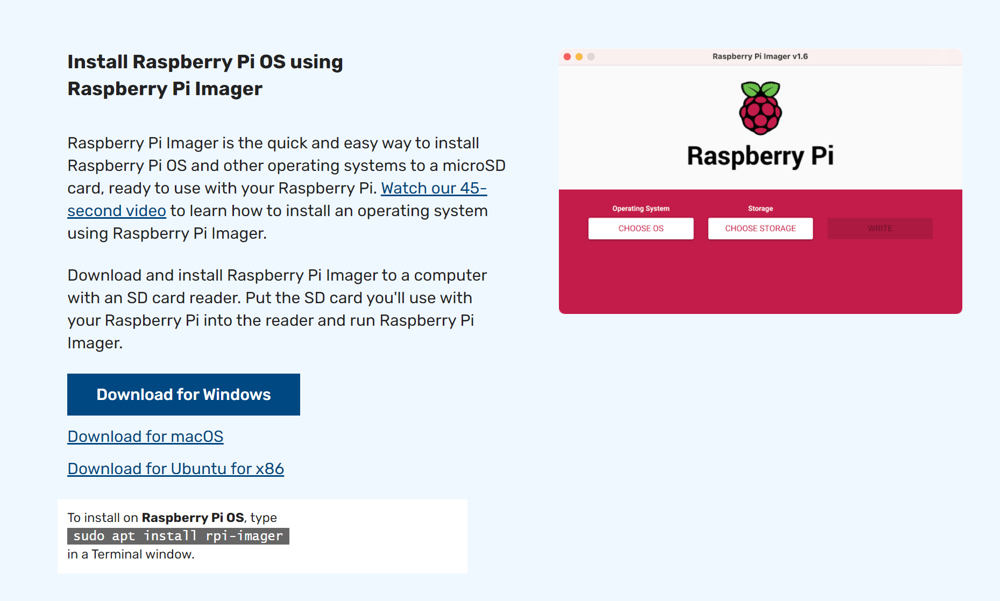 Install Raspberry Pi OS using
Raspberry Pi Imager
Raspberry Pi Imager is the quick and easy way to install
Raspberry Pi OS and other operating systems to a microSD
card, ready to use with your Raspberry Pi. Watch our 45-
second video to learn how to install an operating system
using Raspberry Pi Imager.
Download and install Raspberry Pi Imager to a computer
with an SD card reader. Put the SD card you'll use with
your Raspberry Pi into the reader and run Raspberry Pi
Imager.
Download for Windows
Download for macOS
Download for Ubuntu for x86
To install on Raspberry Pi OS, type
sudo apt install rpi-imager
in a Terminal window.
Raspberry Pi Imager v1.6
Raspberry Pi
Operating System
Storage
CHOOSE OS
CHOOSE STORAGE
WRITE